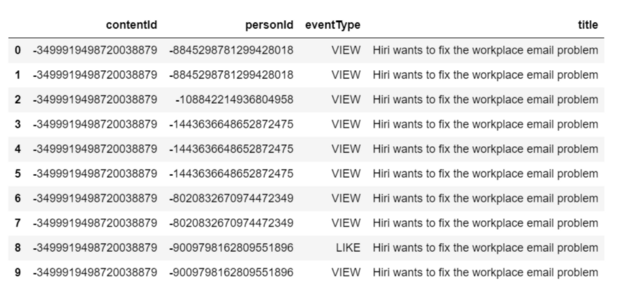 contentId personId eventType title
0 -3499919498720038879 -8845298781299428018 VIEW Hiri wants to fix the workplace email problem
1 -3499919498720038879 -8845298781299428018 VIEW Hiri wants to fix the workplace email problem
2 -3499919498720038879 -108842214936804958 VIEW Hiri wants to fix the workplace email problem
3 -3499919498720038879 -1443636648652872475 VIEW Hiri wants to fix the workplace email problem
4 -3499919498720038879 -1443636648652872475 VIEW Hiri wants to fix the workplace email problem
5 -3499919498720038879 -1443636648652872475 VIEW Hiri wants to fix the workplace email problem
6 -3499919498720038879 -8020832670974472349 VIEW Hiri wants to fix the workplace email problem
7 -3499919498720038879 -8020832670974472349 VIEW Hiri wants to fix the workplace email problem
8 -3499919498720038879 -9009798162809551896 LIKE Hiri wants to fix the workplace email problem
9 -3499919498720038879 -9009798162809551896 VIEW Hiri wants to fix the workplace email problem